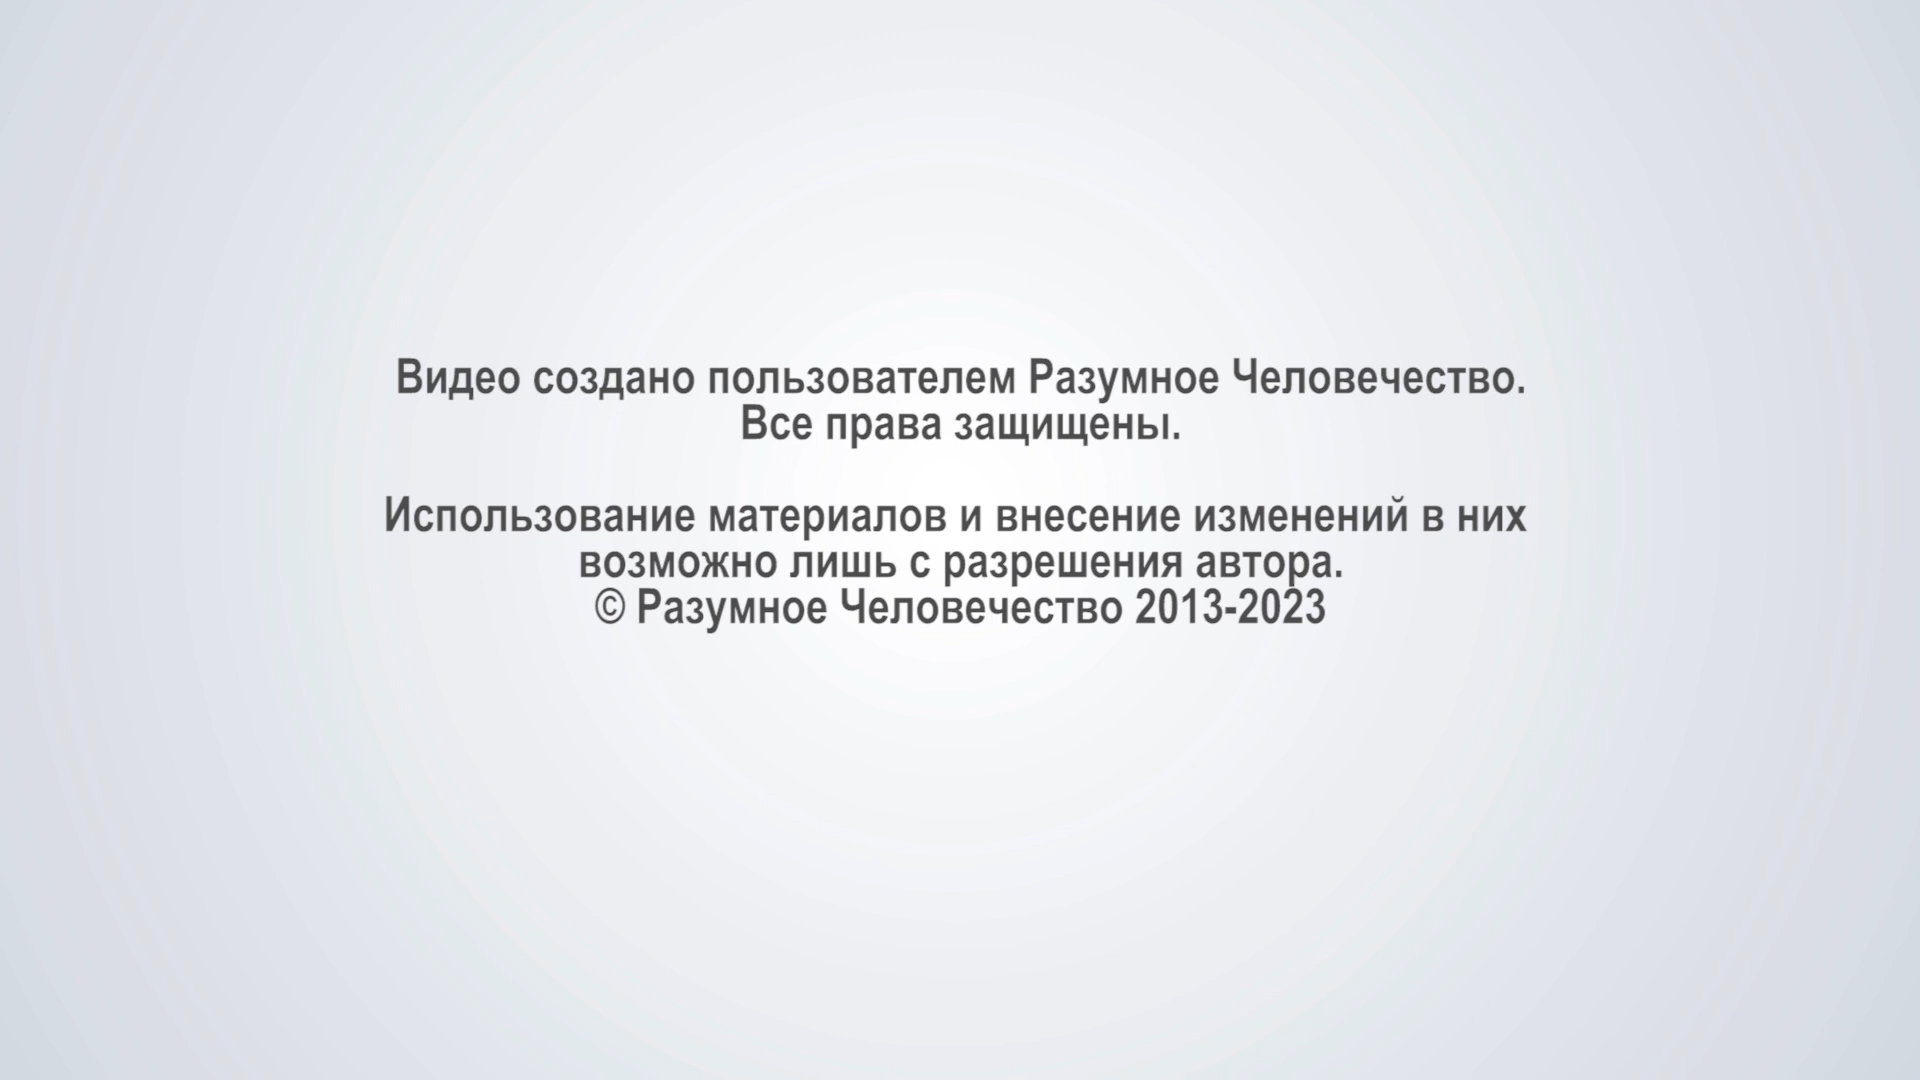 Видео создано пользователем Разумное Человечество.
Все права защищены.
Использование материалов и внесение изменений в них
возможно лишь с разрешения автора.
© Разумное Человечество 2013-2023